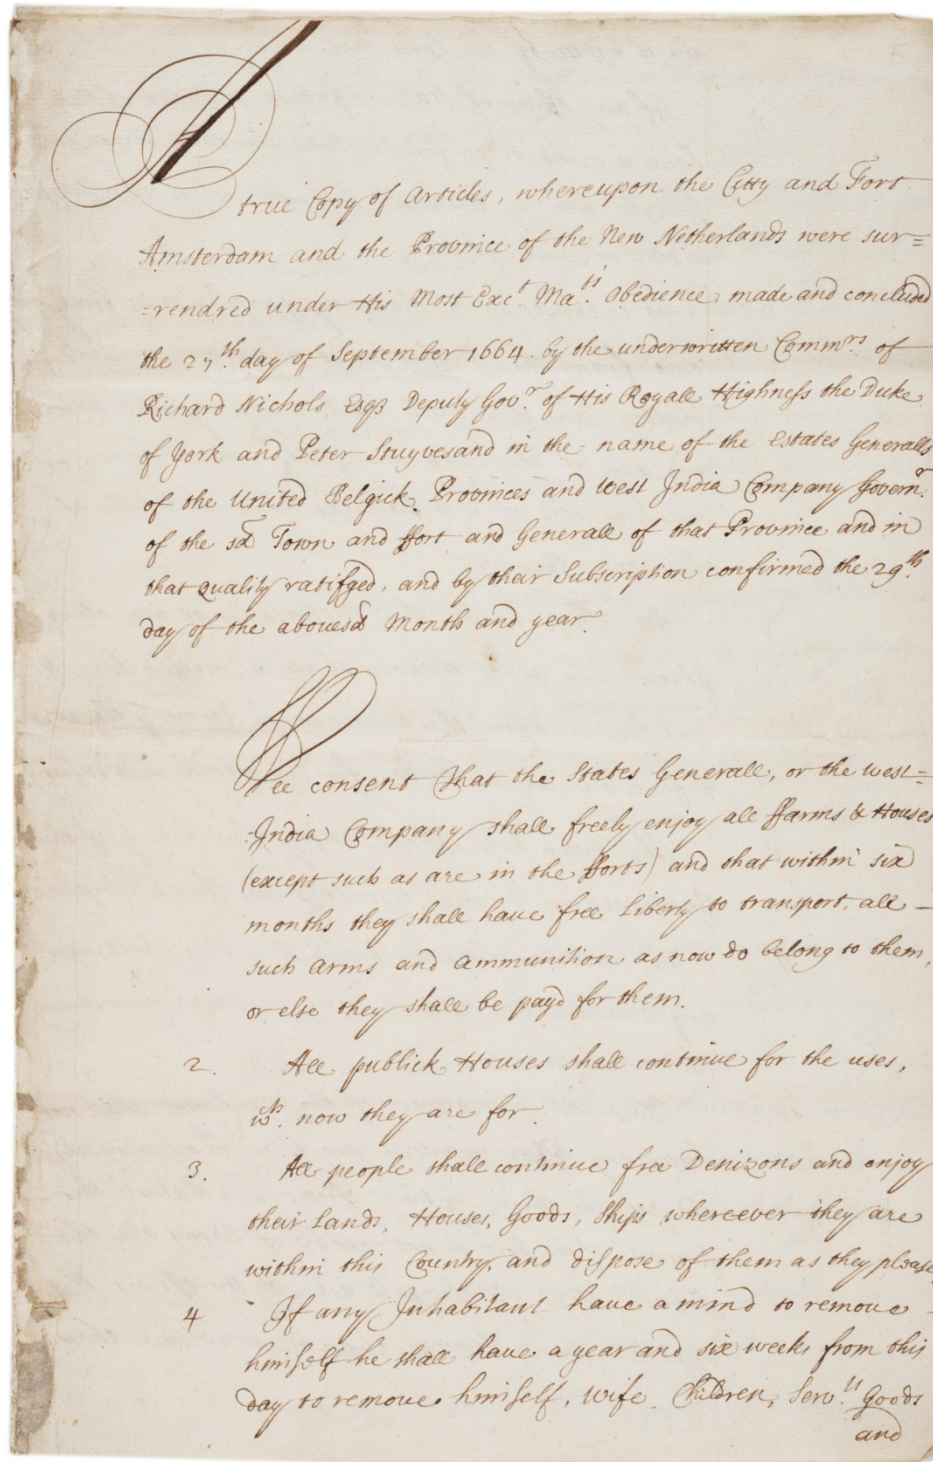 A
true Copy of Articles, whereupon the Citty and Fort
Amsterdam and the Province of the New Netherlands were sur=
=rendred under His Most Exct. Matis. Obedience, made and concluded
the 27th. day of September 1664. by the underwritten Commrs. of
Richard Nichols Esqr Deputy Govr. of His Royall Highness the Duke
of York and Peter Stuyvesand in the name of the Estates Generalls
of the United Belgick Provinces and West India Company Governr.
of the sd Town and ffort and Generall of that Province and in
that quality ratifyed, and by their Subscription confirmed the 29th.
day of the abovesd Month and year.
Wee consent That the States Generall, or the west=
India Company shall freely enjoy all ffarms & Houses
(except such as are in the fforts) and that within six
months they shall have free liberty to transport all
such Arms and Ammunition as now do belong to them,
or else they shall be payd for them.
2. All publick Houses shall continue for the uses,
wch. now they are for.
3. All people shall continue free Denizons and enjoy
their Lands, Houses, Goods, Ships whereever they are
within this Country, and dispose of them as they please.
4 If any Inhabitant have a mind to remove
himself he shall have a year and six weeks from this
day to remove himself, Wife, Children, Servts. Goods
and